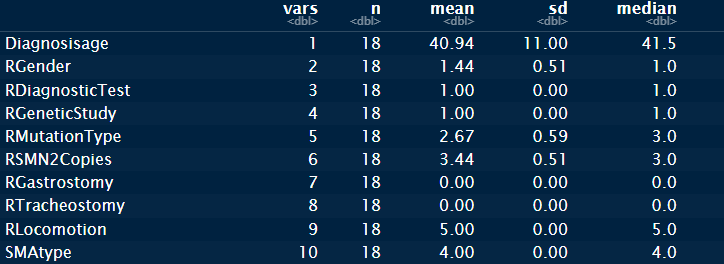 vars n mean sd median
<dbl> <dbl> <dbl> <dbl> <dbl>
Diagnosisage 1 18 40.94 11.00 41.5
RGender 2 18 1.44 0.51 1.0
RDiagnosticTest 3 18 1.00 0.00 1.0
RGeneticStudy 4 18 1.00 0.00 1.0
RMutationType 5 18 2.67 0.59 3.0
RSMN2Copies 6 18 3.44 0.51 3.0
RGastrostomy 7 18 0.00 0.00 0.0
RTracheostomy 8 18 0.00 0.00 0.0
RLocomotion 9 18 5.00 0.00 5.0
SMAtype 10 18 4.00 0.00 4.0